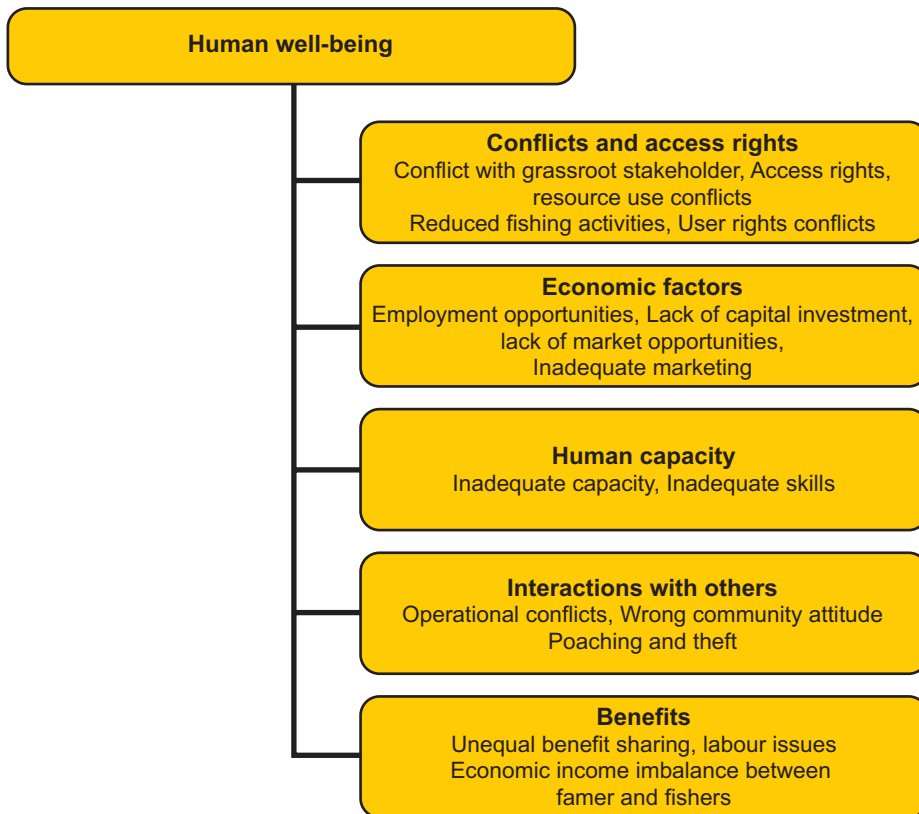 Human well-being
Conflicts and access rights
Conflict with grassroot stakeholder, Access rights,
resource use conflicts
Reduced fishing activities, User rights conflicts
Economic factors
Employment opportunities, Lack of capital investment,
lack of market opportunities,
Inadequate marketing
Human capacity
Inadequate capacity, Inadequate skills
Interactions with others
Operational conflicts, Wrong community attitude
Poaching and theft
Benefits
Unequal benefit sharing, labour issues
Economic income imbalance between
famer and fishers